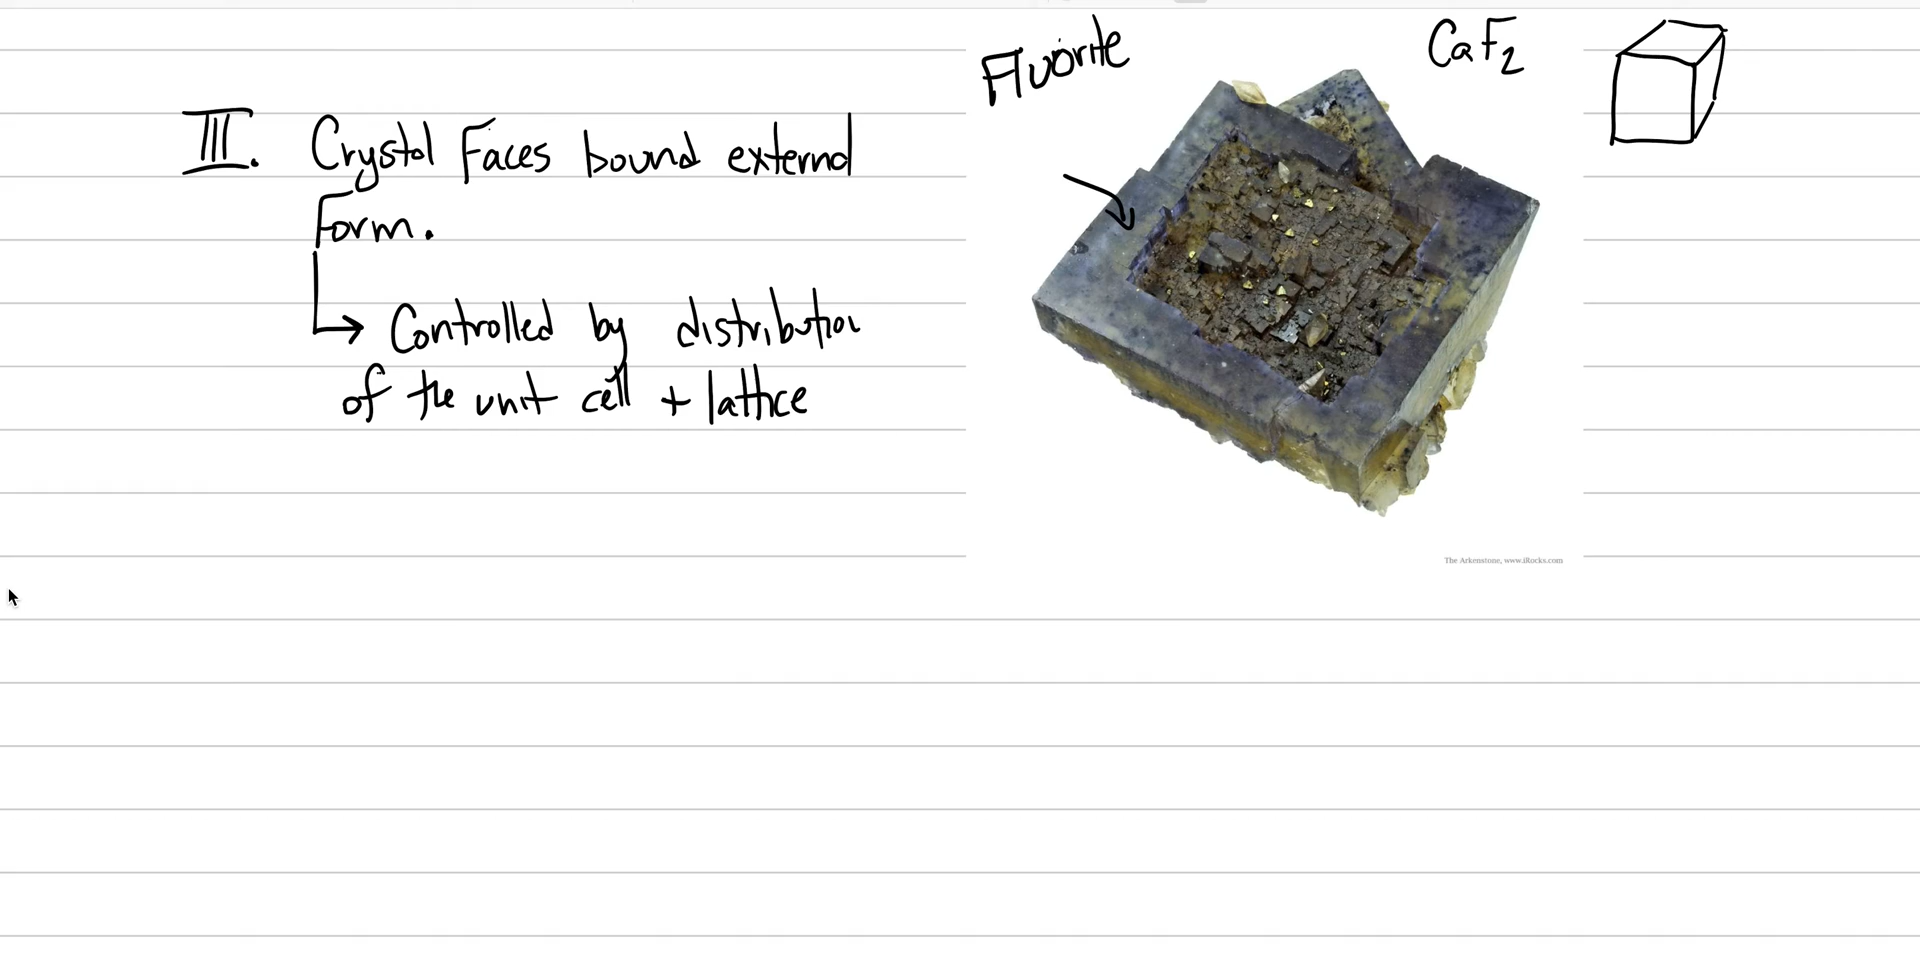 Fluorite
CaF2
III. Crystal Faces bound external
Form.
Controlled by distribution
of the unit cell + lattice
The Arkenstone, www.iRocks.com